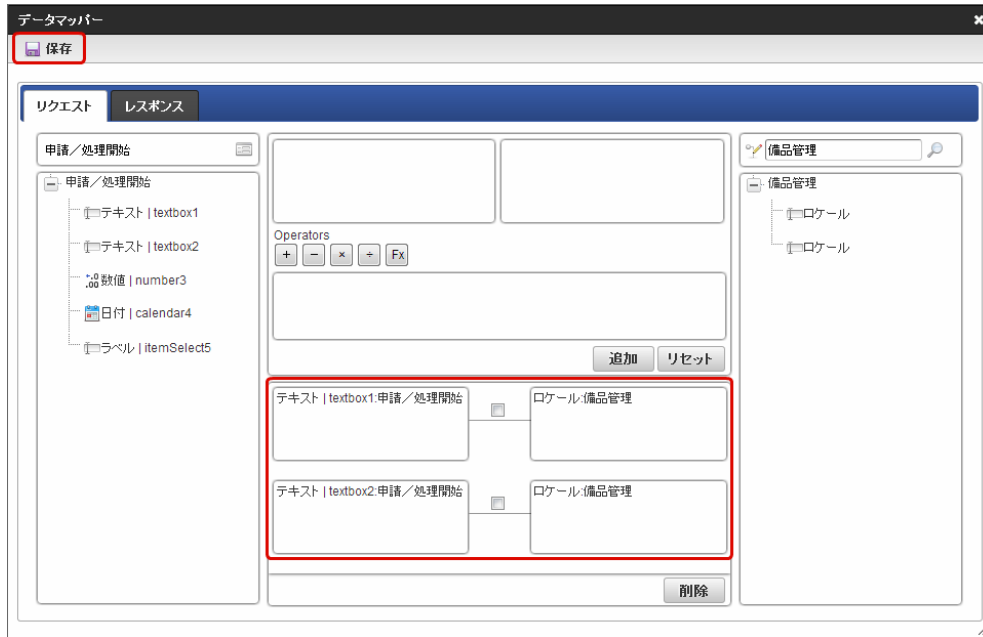 データマッパー
保存
リクエスト レスポンス
申請／処理開始
申請／処理開始
テキスト | textbox1
テキスト | textbox2
数値 | number3
日付 | calendar4
ラベル | itemSelect5
Operators
+ − × ÷ Fx
追加 リセット
テキスト | textbox1:申請／処理開始
ロケール:備品管理
テキスト | textbox2:申請／処理開始
ロケール:備品管理
削除
備品管理
備品管理
ロケール
ロケール